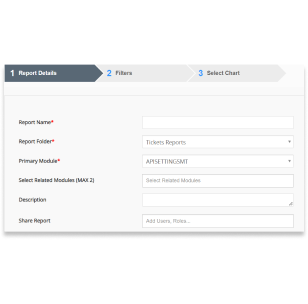 1 Report Details
2 Filters
3 Select Chart
Report Name*
Report Folder* Tickets Reports
Primary Module* APISETTINGSMT
Select Related Modules (MAX 2) Select Related Modules
Description
Share Report Add Users, Roles...